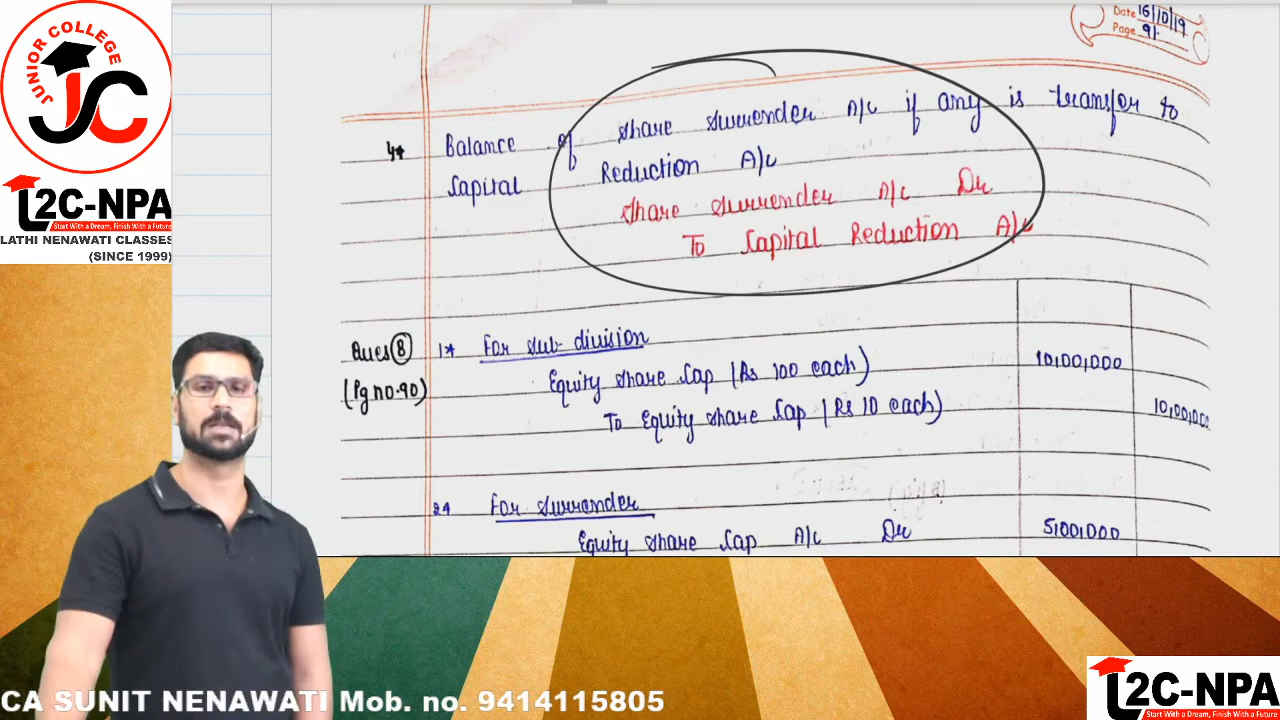 JUNIOR COLLEGE
JC
L2C-NPA
Start With a Dream, Finish With a Future
LATHI NENAWATI CLASSES
(SINCE 1999)
Date 16/10/19
Page 91.
4* Balance of share surrender A/c if any is transfer to
Capital Reduction A/c
share surrender A/c Dr
To Capital Reduction A/c
Ques 8 1* For sub-division
(Pg no.90) Equity share Cap (Rs 100 each) 10,00,000
To Equity share Cap (Rs 10 each) 10,00,000
2* For surrender
Equity share Cap A/c Dr 5,00,000
CA SUNIT NENAWATI Mob. no. 9414115805
L2C-NPA
Start With a Dream, Finish With a Future